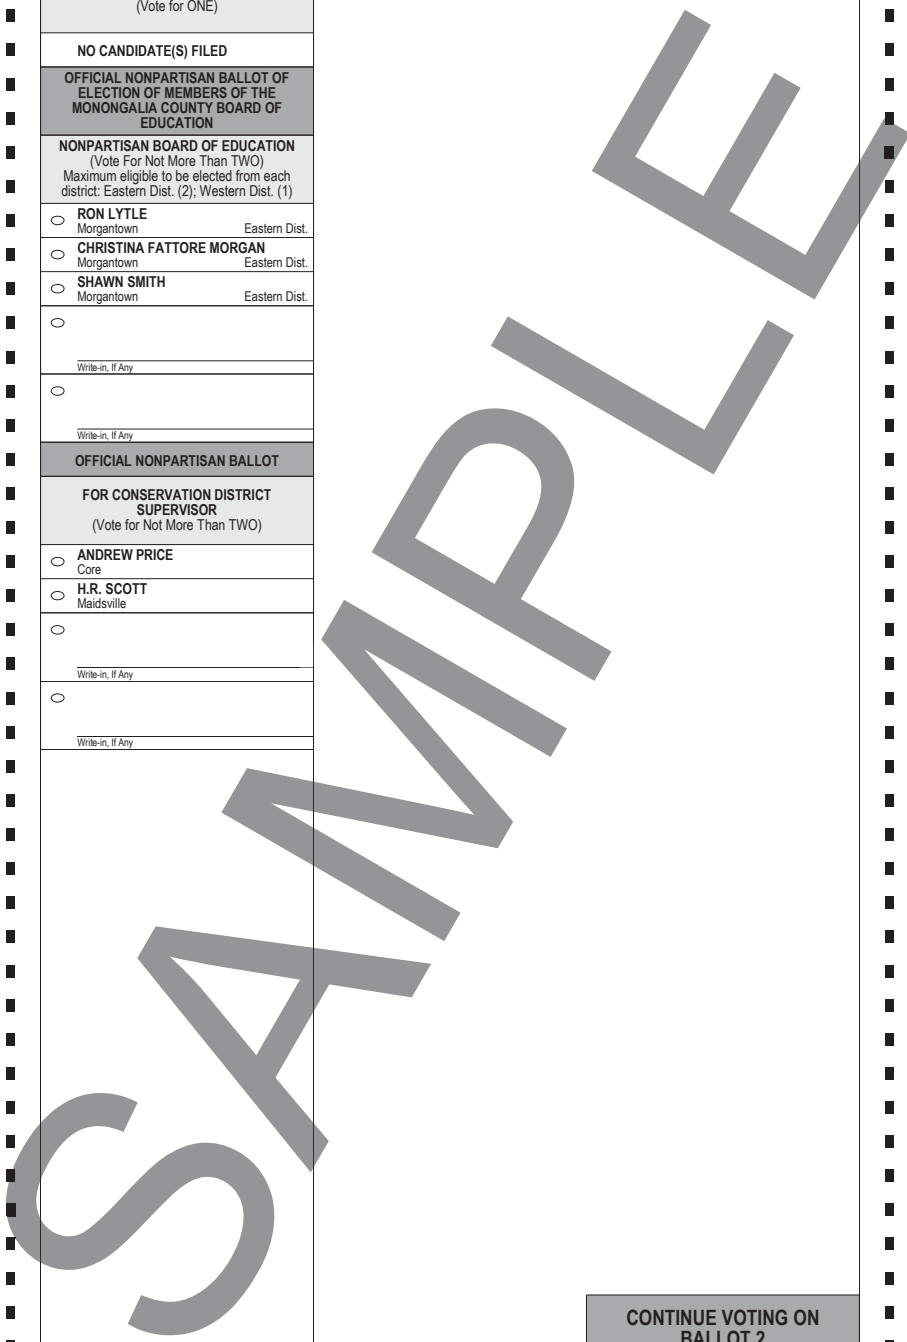 (Vote for ONE)
NO CANDIDATE(S) FILED
OFFICIAL NONPARTISAN BALLOT OF
ELECTION OF MEMBERS OF THE
MONONGALIA COUNTY BOARD OF
EDUCATION
NONPARTISAN BOARD OF EDUCATION
(Vote For Not More Than TWO)
Maximum eligible to be elected from each
district: Eastern Dist. (2); Western Dist. (1)
RON LYTLE
Morgantown Eastern Dist.
CHRISTINA FATTORE MORGAN
Morgantown Eastern Dist.
SHAWN SMITH
Morgantown Eastern Dist.
Write-in, If Any
Write-in, If Any
OFFICIAL NONPARTISAN BALLOT
FOR CONSERVATION DISTRICT
SUPERVISOR
(Vote for Not More Than TWO)
ANDREW PRICE
Core
H.R. SCOTT
Maidsville
Write-in, If Any
Write-in, If Any
SAMPLE
CONTINUE VOTING ON
BALLOT 2